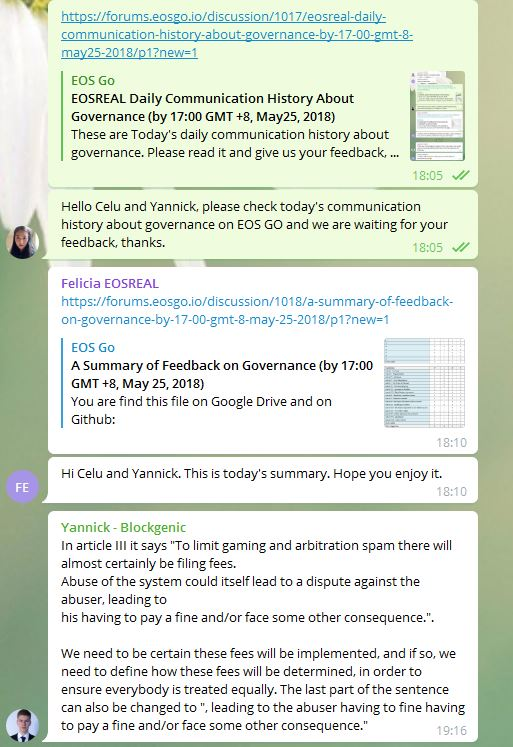 https://forums.eosgo.io/discussion/1017/eosreal-daily-
communication-history-about-governance-by-17-00-gmt-8-
may25-2018/p1?new=1
EOS Go
EOSREAL Daily Communication History About
Governance (by 17:00 GMT +8, May25, 2018)
These are Today's daily communication history about
governance. Please read it and give us your feedback, ...
18:05
Hello Celu and Yannick, please check today's communication
history about governance on EOS GO and we are waiting for your
feedback, thanks.
18:05
Felicia EOSREAL
https://forums.eosgo.io/discussion/1018/a-summary-of-feedback-
on-governance-by-17-00-gmt-8-may-25-2018/p1?new=1
EOS Go
A Summary of Feedback on Governance (by 17:00
GMT +8, May 25, 2018)
You are find this file on Google Drive and on
Github:
18:10
FE
Hi Celu and Yannick. This is today's summary. Hope you enjoy it.
18:10
Yannick - Blockgenic
In article III it says "To limit gaming and arbitration spam there will
almost certainly be filing fees.
Abuse of the system could itself lead to a dispute against the
abuser, leading to
his having to pay a fine and/or face some other consequence.".
We need to be certain these fees will be implemented, and if so, we
need to define how these fees will be determined, in order to
ensure everybody is treated equally. The last part of the sentence
can also be changed to ", leading to the abuser having to fine having
to pay a fine and/or face some other consequence."
19:16